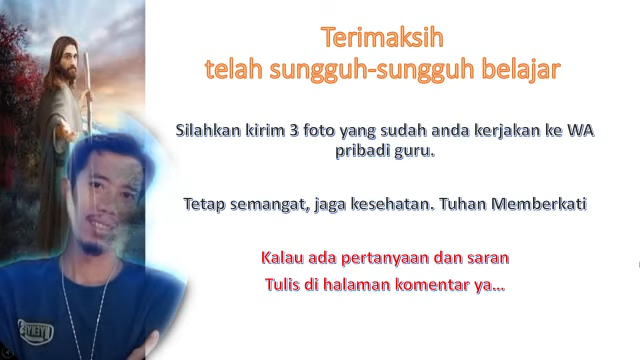 Terimaksih
telah sungguh-sungguh belajar
Silahkan kirim 3 foto yang sudah anda kerjakan ke WA
pribadi guru.
Tetap semangat, jaga kesehatan. Tuhan Memberkati
Kalau ada pertanyaan dan saran
Tulis di halaman komentar ya...